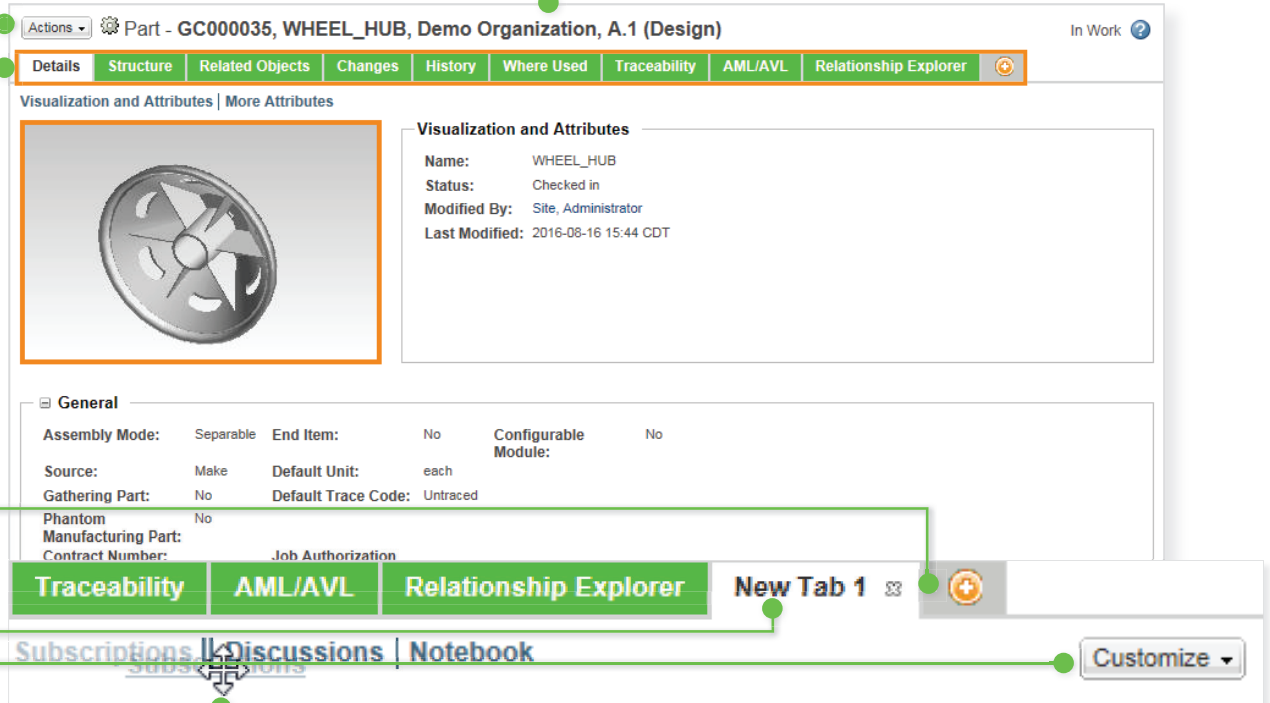 Actions Part - GC000035, WHEEL_HUB, Demo Organization, A.1 (Design) In Work ?
Details Structure Related Objects Changes History Where Used Traceability AML/AVL Relationship Explorer
Visualization and Attributes | More Attributes
Visualization and Attributes
Name: WHEEL_HUB
Status: Checked in
Modified By: Site, Administrator
Last Modified: 2016-08-16 15:44 CDT
General
Assembly Mode: Separable End Item: No Configurable Module: No
Source: Make Default Unit: each
Gathering Part: No Default Trace Code: Untraced
Phantom No
Manufacturing Part:
Contract Number: Job Authorization
Traceability AML/AVL Relationship Explorer New Tab 1
Subscriptions | Discussions | Notebook Customize
Subscriptions